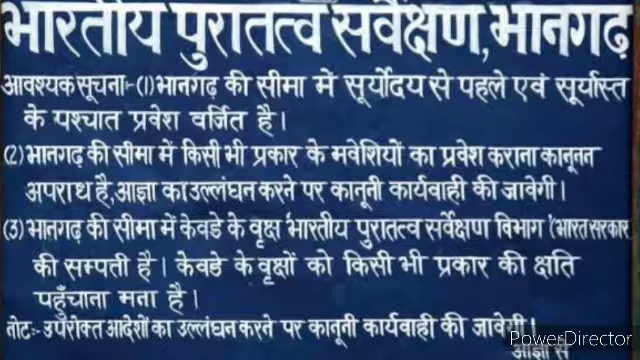 भारतीय पुरातत्व सर्वेक्षण, भानगढ़
आवश्यक सूचना:-(1) भानगढ़ की सीमा में सूर्योदय से पहले एवं सूर्यास्त
के पश्चात प्रवेश वर्जित है।
(2) भानगढ़ की सीमा में किसी भी प्रकार के मवेशियों का प्रवेश कराना कानूनन
अपराध है, आज्ञा का उल्लंघन करने पर कानूनी कार्यवाही की जावेगी।
(3) भानगढ़ की सीमा में केवडे के वृक्ष 'भारतीय पुरातत्व सर्वेक्षण विभाग '(भारत सरकार
की सम्पती है। केवडे के वृक्षों को किसी भी प्रकार की क्षति
पहुँचाना मना है।
नोट:- उपरोक्त आदेशों का उल्लंघन करने पर कानूनी कार्यवाही की जावेगी।
आज्ञा से
PowerDirector